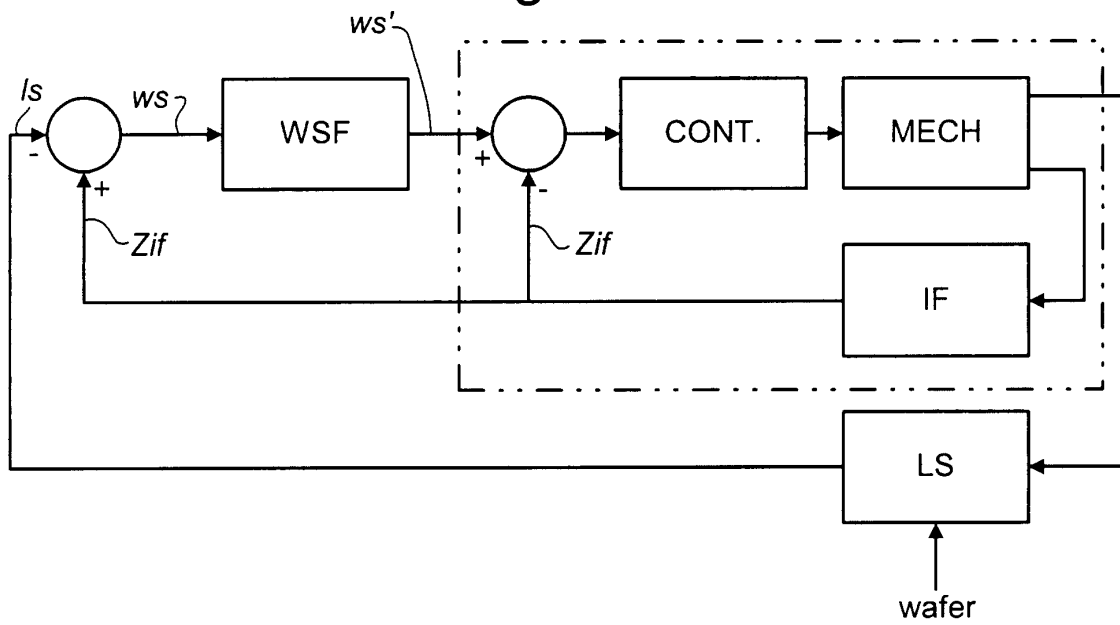 ws'
ls
ws
WSF
CONT.
MECH
-
+
+
-
Zif
Zif
IF
LS
wafer